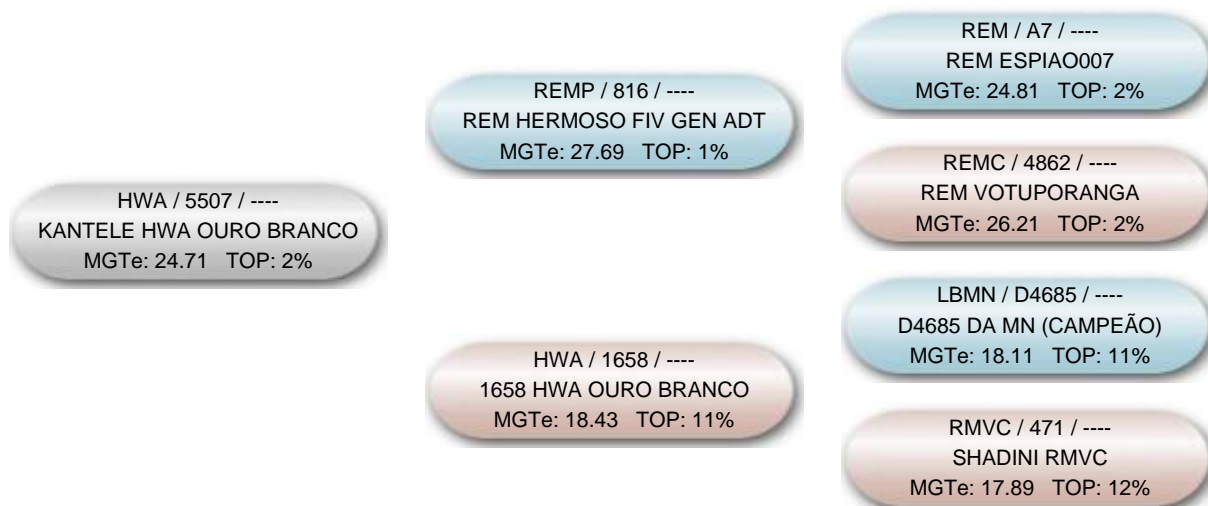 HWA / 5507 / ----
KANTELE HWA OURO BRANCO
MGTe: 24.71 TOP: 2%
REMP / 816 / ----
REM HERMOSO FIV GEN ADT
MGTe: 27.69 TOP: 1%
HWA / 1658 / ----
1658 HWA OURO BRANCO
MGTe: 18.43 TOP: 11%
REM / A7 / ----
REM ESPIAO007
MGTe: 24.81 TOP: 2%
REMC / 4862 / ----
REM VOTUPORANGA
MGTe: 26.21 TOP: 2%
LBMN / D4685 / ----
D4685 DA MN (CAMPEÃO)
MGTe: 18.11 TOP: 11%
RMVC / 471 / ----
SHADINI RMVC
MGTe: 17.89 TOP: 12%